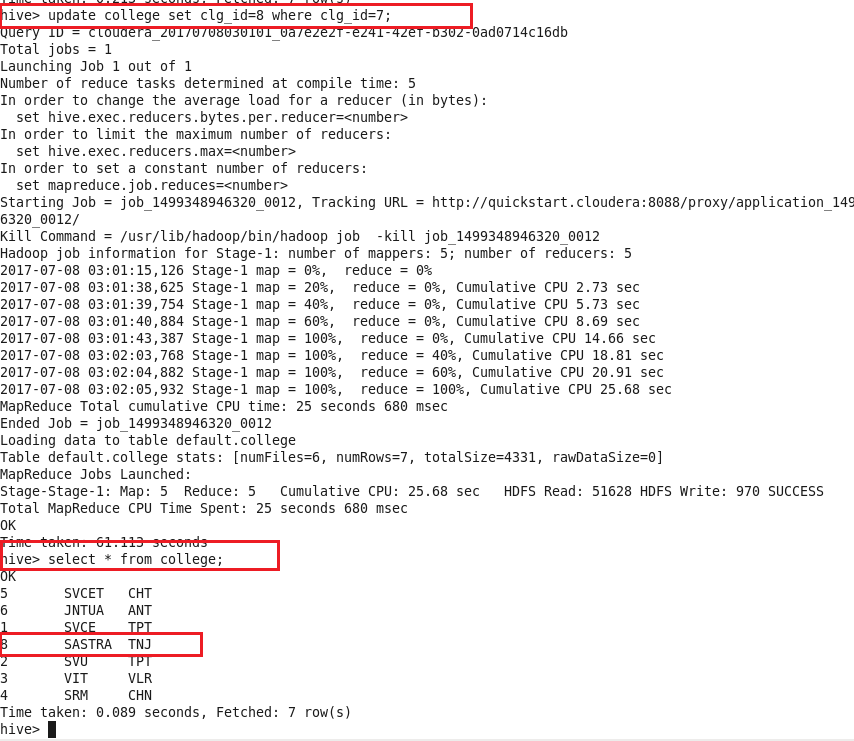 Time taken: 0.215 seconds, Fetched: 7 row(s)
hive> update college set clg_id=8 where clg_id=7;
Query ID = cloudera_20170708030101_0a7e2e2f-e241-42ef-b302-0ad0714c16db
Total jobs = 1
Launching Job 1 out of 1
Number of reduce tasks determined at compile time: 5
In order to change the average load for a reducer (in bytes):
  set hive.exec.reducers.bytes.per.reducer=<number>
In order to limit the maximum number of reducers:
  set hive.exec.reducers.max=<number>
In order to set a constant number of reducers:
  set mapreduce.job.reduces=<number>
Starting Job = job_1499348946320_0012, Tracking URL = http://quickstart.cloudera:8088/proxy/application_149
6320_0012/
Kill Command = /usr/lib/hadoop/bin/hadoop job  -kill job_1499348946320_0012
Hadoop job information for Stage-1: number of mappers: 5; number of reducers: 5
2017-07-08 03:01:15,126 Stage-1 map = 0%,  reduce = 0%
2017-07-08 03:01:38,625 Stage-1 map = 20%,  reduce = 0%, Cumulative CPU 2.73 sec
2017-07-08 03:01:39,754 Stage-1 map = 40%,  reduce = 0%, Cumulative CPU 5.73 sec
2017-07-08 03:01:40,884 Stage-1 map = 60%,  reduce = 0%, Cumulative CPU 8.69 sec
2017-07-08 03:01:43,387 Stage-1 map = 100%,  reduce = 0%, Cumulative CPU 14.66 sec
2017-07-08 03:02:03,768 Stage-1 map = 100%,  reduce = 40%, Cumulative CPU 18.81 sec
2017-07-08 03:02:04,882 Stage-1 map = 100%,  reduce = 60%, Cumulative CPU 20.91 sec
2017-07-08 03:02:05,932 Stage-1 map = 100%,  reduce = 100%, Cumulative CPU 25.68 sec
MapReduce Total cumulative CPU time: 25 seconds 680 msec
Ended Job = job_1499348946320_0012
Loading data to table default.college
Table default.college stats: [numFiles=6, numRows=7, totalSize=4331, rawDataSize=0]
MapReduce Jobs Launched:
Stage-Stage-1: Map: 5  Reduce: 5   Cumulative CPU: 25.68 sec   HDFS Read: 51628 HDFS Write: 970 SUCCESS
Total MapReduce CPU Time Spent: 25 seconds 680 msec
OK
Time taken: 61.113 seconds
hive> select * from college;
OK
5       SVCET   CHT
6       JNTUA   ANT
1       SVCE    TPT
8       SASTRA  TNJ
2       SVU     TPT
3       VIT     VLR
4       SRM     CHN
Time taken: 0.089 seconds, Fetched: 7 row(s)
hive>